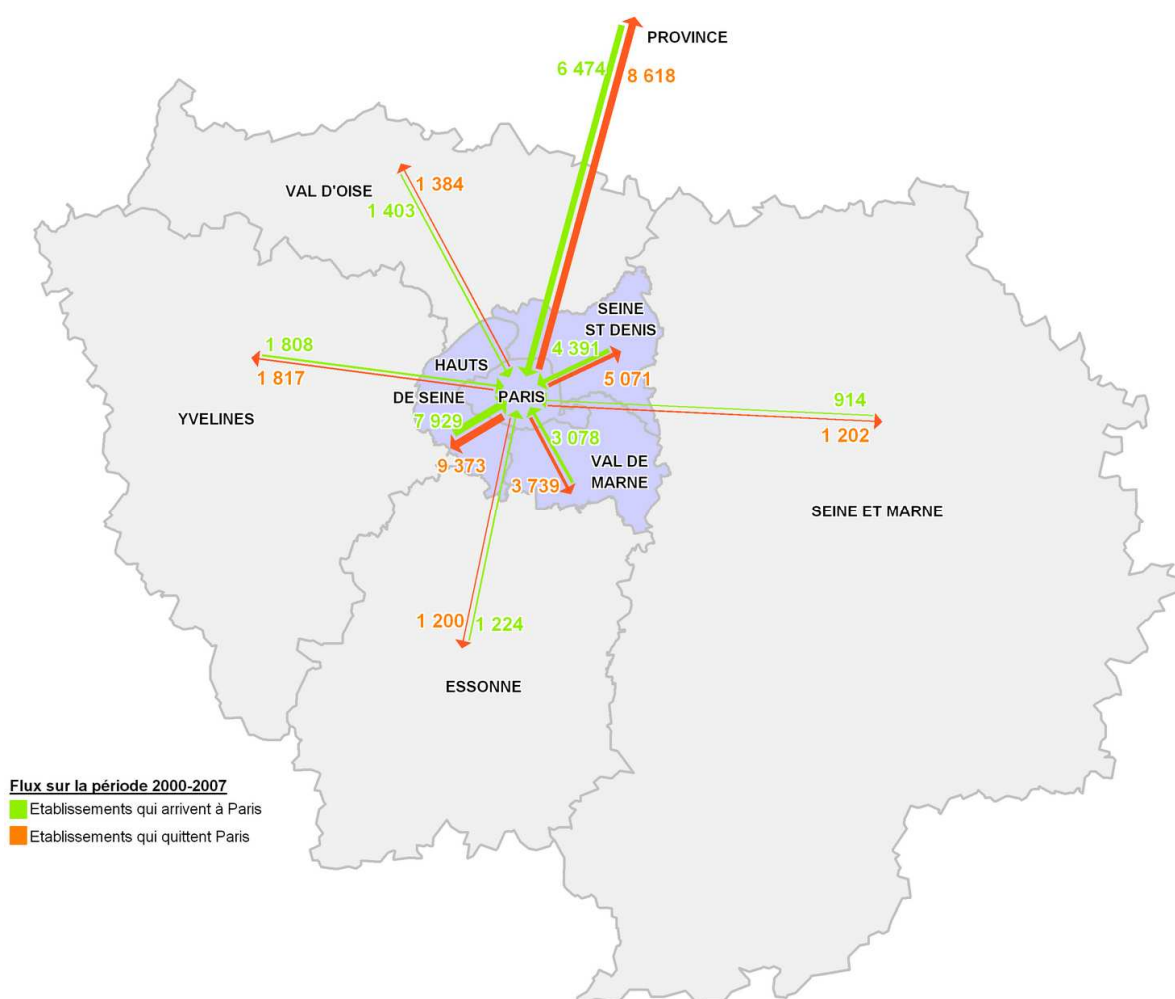 PROVINCE
6 474
8 618
VAL D'OISE
1 384
1 403
SEINE
ST DENIS
1 808
1 817
HAUTS
DE SEINE
4 391
5 071
PARIS
YVELINES
7 929
9 373
3 078
3 739
VAL DE
MARNE
914
1 202
SEINE ET MARNE
1 200
1 224
ESSONNE
Flux sur la période 2000-2007
Etablissements qui arrivent à Paris
Etablissements qui quittent Paris